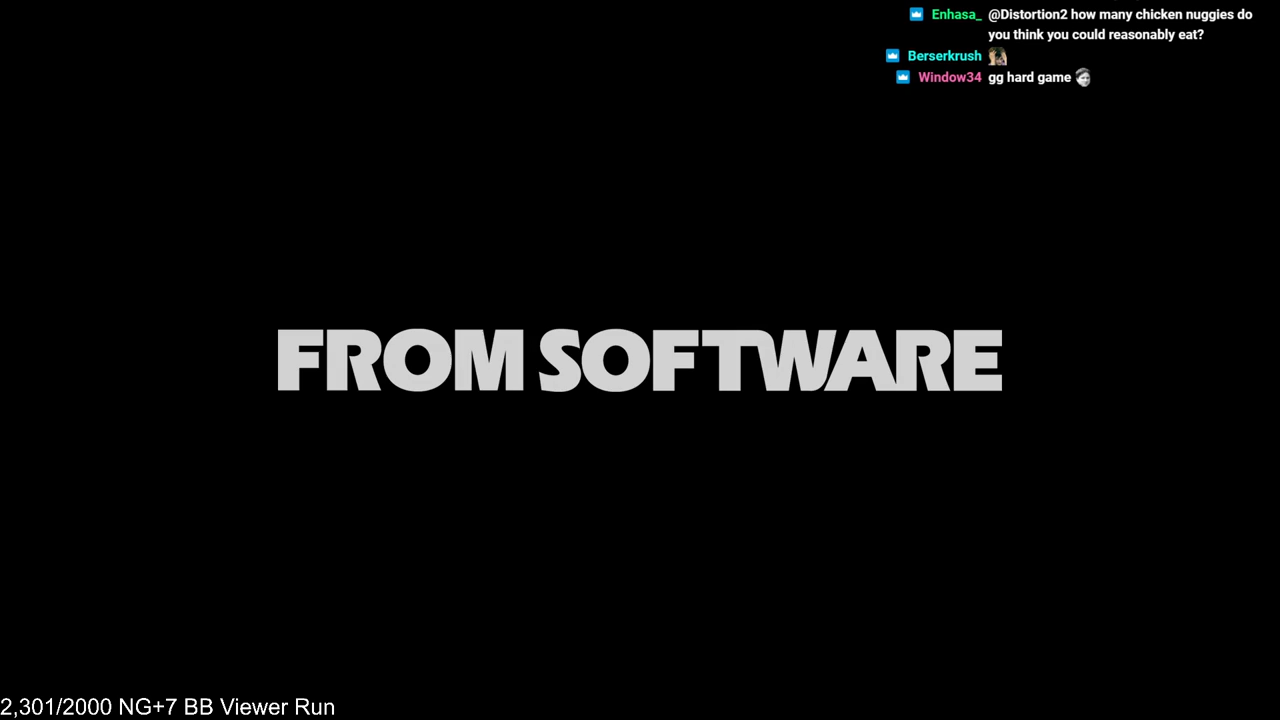 Enhasa_ @Distortion2 how many chicken nuggies do
you think you could reasonably eat?
Berserkrush
Window34 gg hard game
FROM SOFTWARE
2,301/2000 NG+7 BB Viewer Run